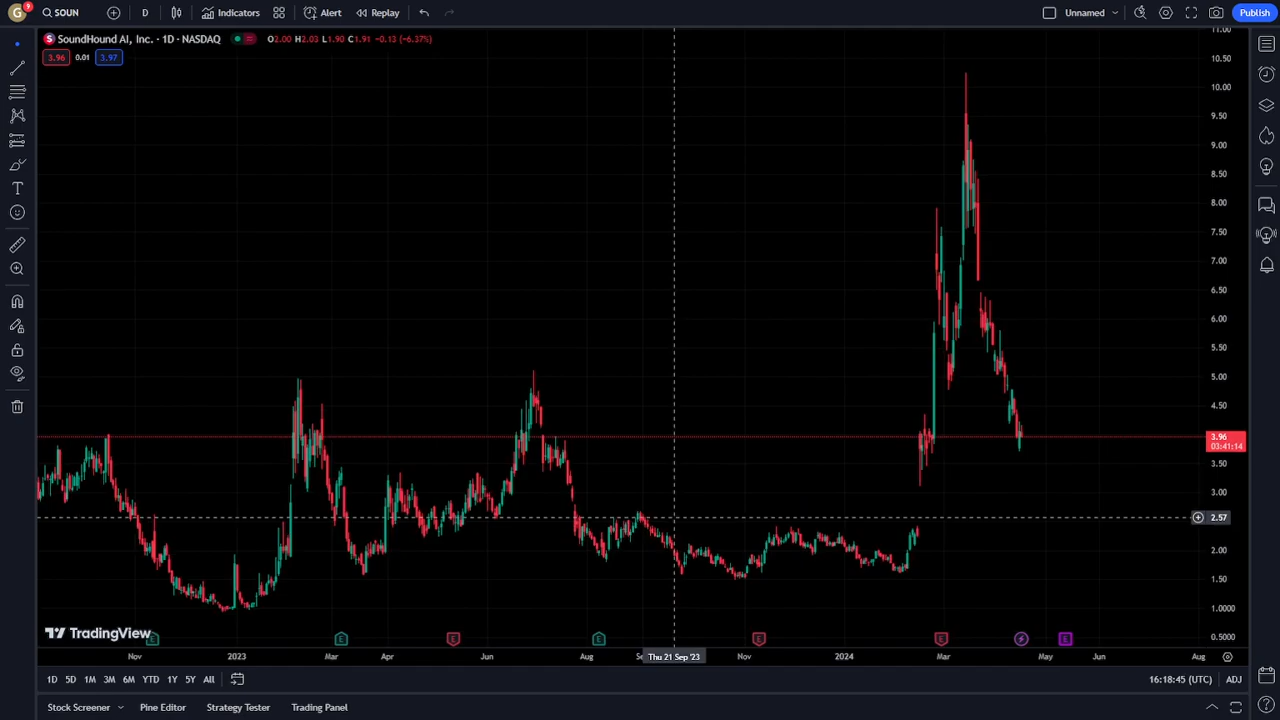 G 9 SOUN D Indicators Alert Replay Unnamed Publish
SoundHound AI, Inc. · 1D · NASDAQ O2.00 H2.03 L1.90 C1.91 -0.13 (-6.37%)
3.96 0.01 3.97
11.00
10.50
10.00
9.50
9.00
8.50
8.00
7.50
7.00
6.50
6.00
5.50
5.00
4.50
3.96
03:41:14
3.50
3.00
2.57
2.00
1.50
1.0000
0.5000
TradingView
E E E E E E E
Nov 2023 Mar Apr Jun Aug Thu 21 Sep '23 Nov 2024 Mar May Jun Aug
1D 5D 1M 3M 6M YTD 1Y 5Y All 16:18:45 (UTC) ADJ
Stock Screener Pine Editor Strategy Tester Trading Panel